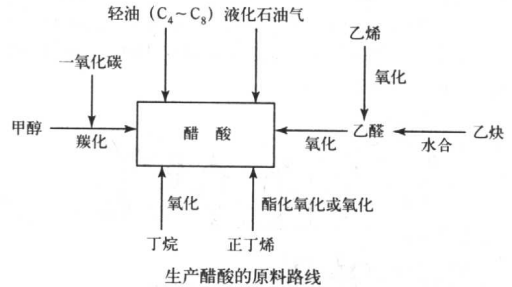 轻油（C₄～C₈）液化石油气
乙烯
一氧化碳
氧化
甲醇
羰化
醋 酸
氧化
乙醛
水合
乙炔
氧化
酯化氧化或氧化
丁烷
正丁烯
生产醋酸的原料路线